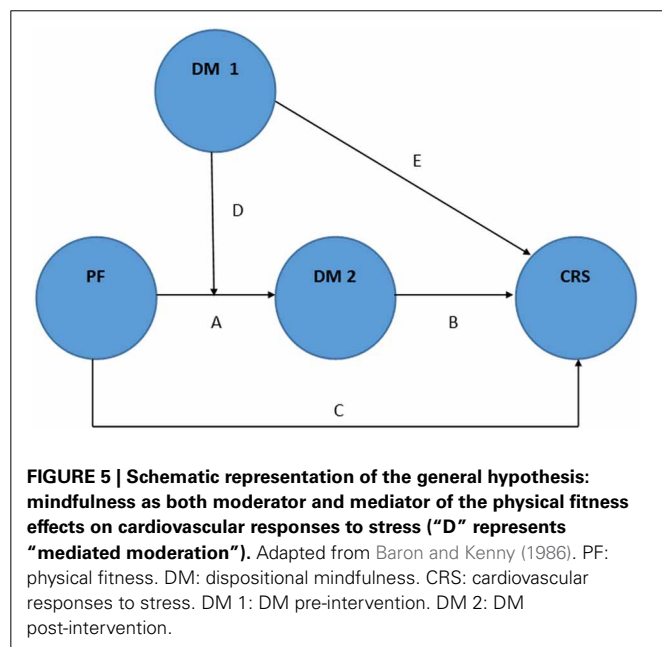 DM 1
E
D
PF
DM 2
CRS
A
B
C
FIGURE 5 | Schematic representation of the general hypothesis:
mindfulness as both moderator and mediator of the physical fitness
effects on cardiovascular responses to stress (“D” represents
“mediated moderation”). Adapted from Baron and Kenny (1986). PF:
physical fitness. DM: dispositional mindfulness. CRS: cardiovascular
responses to stress. DM 1: DM pre-intervention. DM 2: DM
post-intervention.